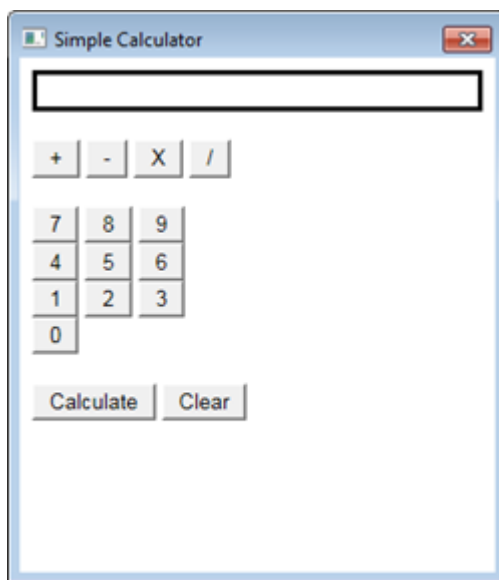 Simple Calculator
+ - X /
7 8 9
4 5 6
1 2 3
0
Calculate Clear